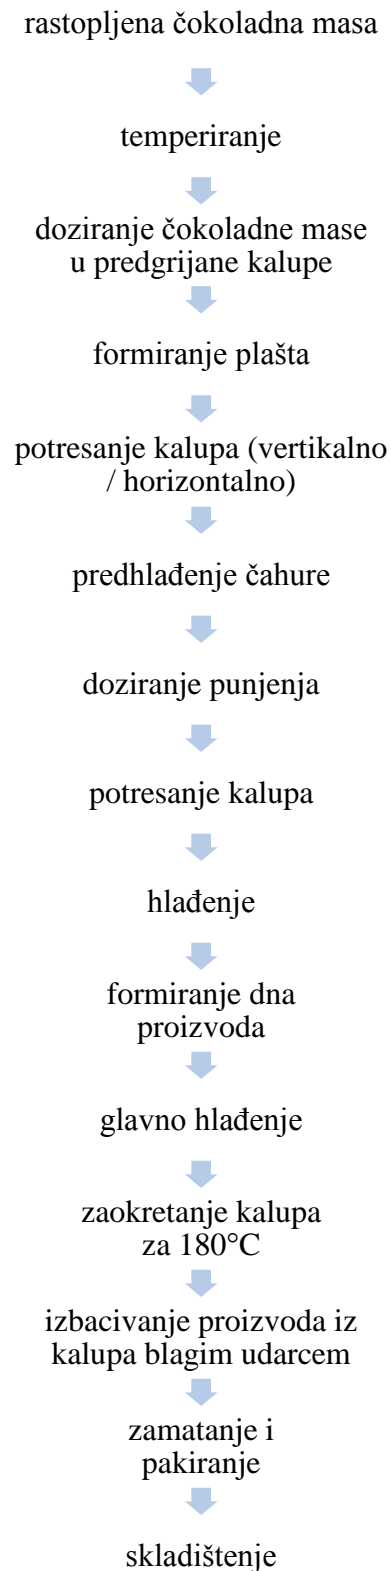 rastopljena čokoladna masa
temperiranje
doziranje čokoladne mase
u predgrijane kalupe
formiranje plašta
potresanje kalupa (vertikalno
/ horizontalno)
predhlađenje čahure
doziranje punjenja
potresanje kalupa
hlađenje
formiranje dna
proizvoda
glavno hlađenje
zaokretanje kalupa
za 180°C
izbacivanje proizvoda iz
kalupa blagim udarcem
zamatanje i
pakiranje
skladištenje